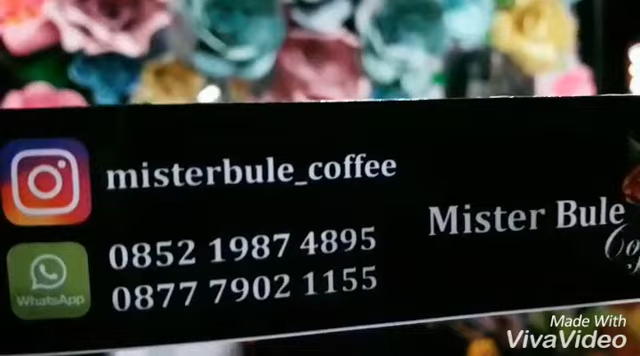 misterbule_coffee
WhatsApp
0852 1987 4895
0877 7902 1155
Mister Bule
Made With
VivaVideo